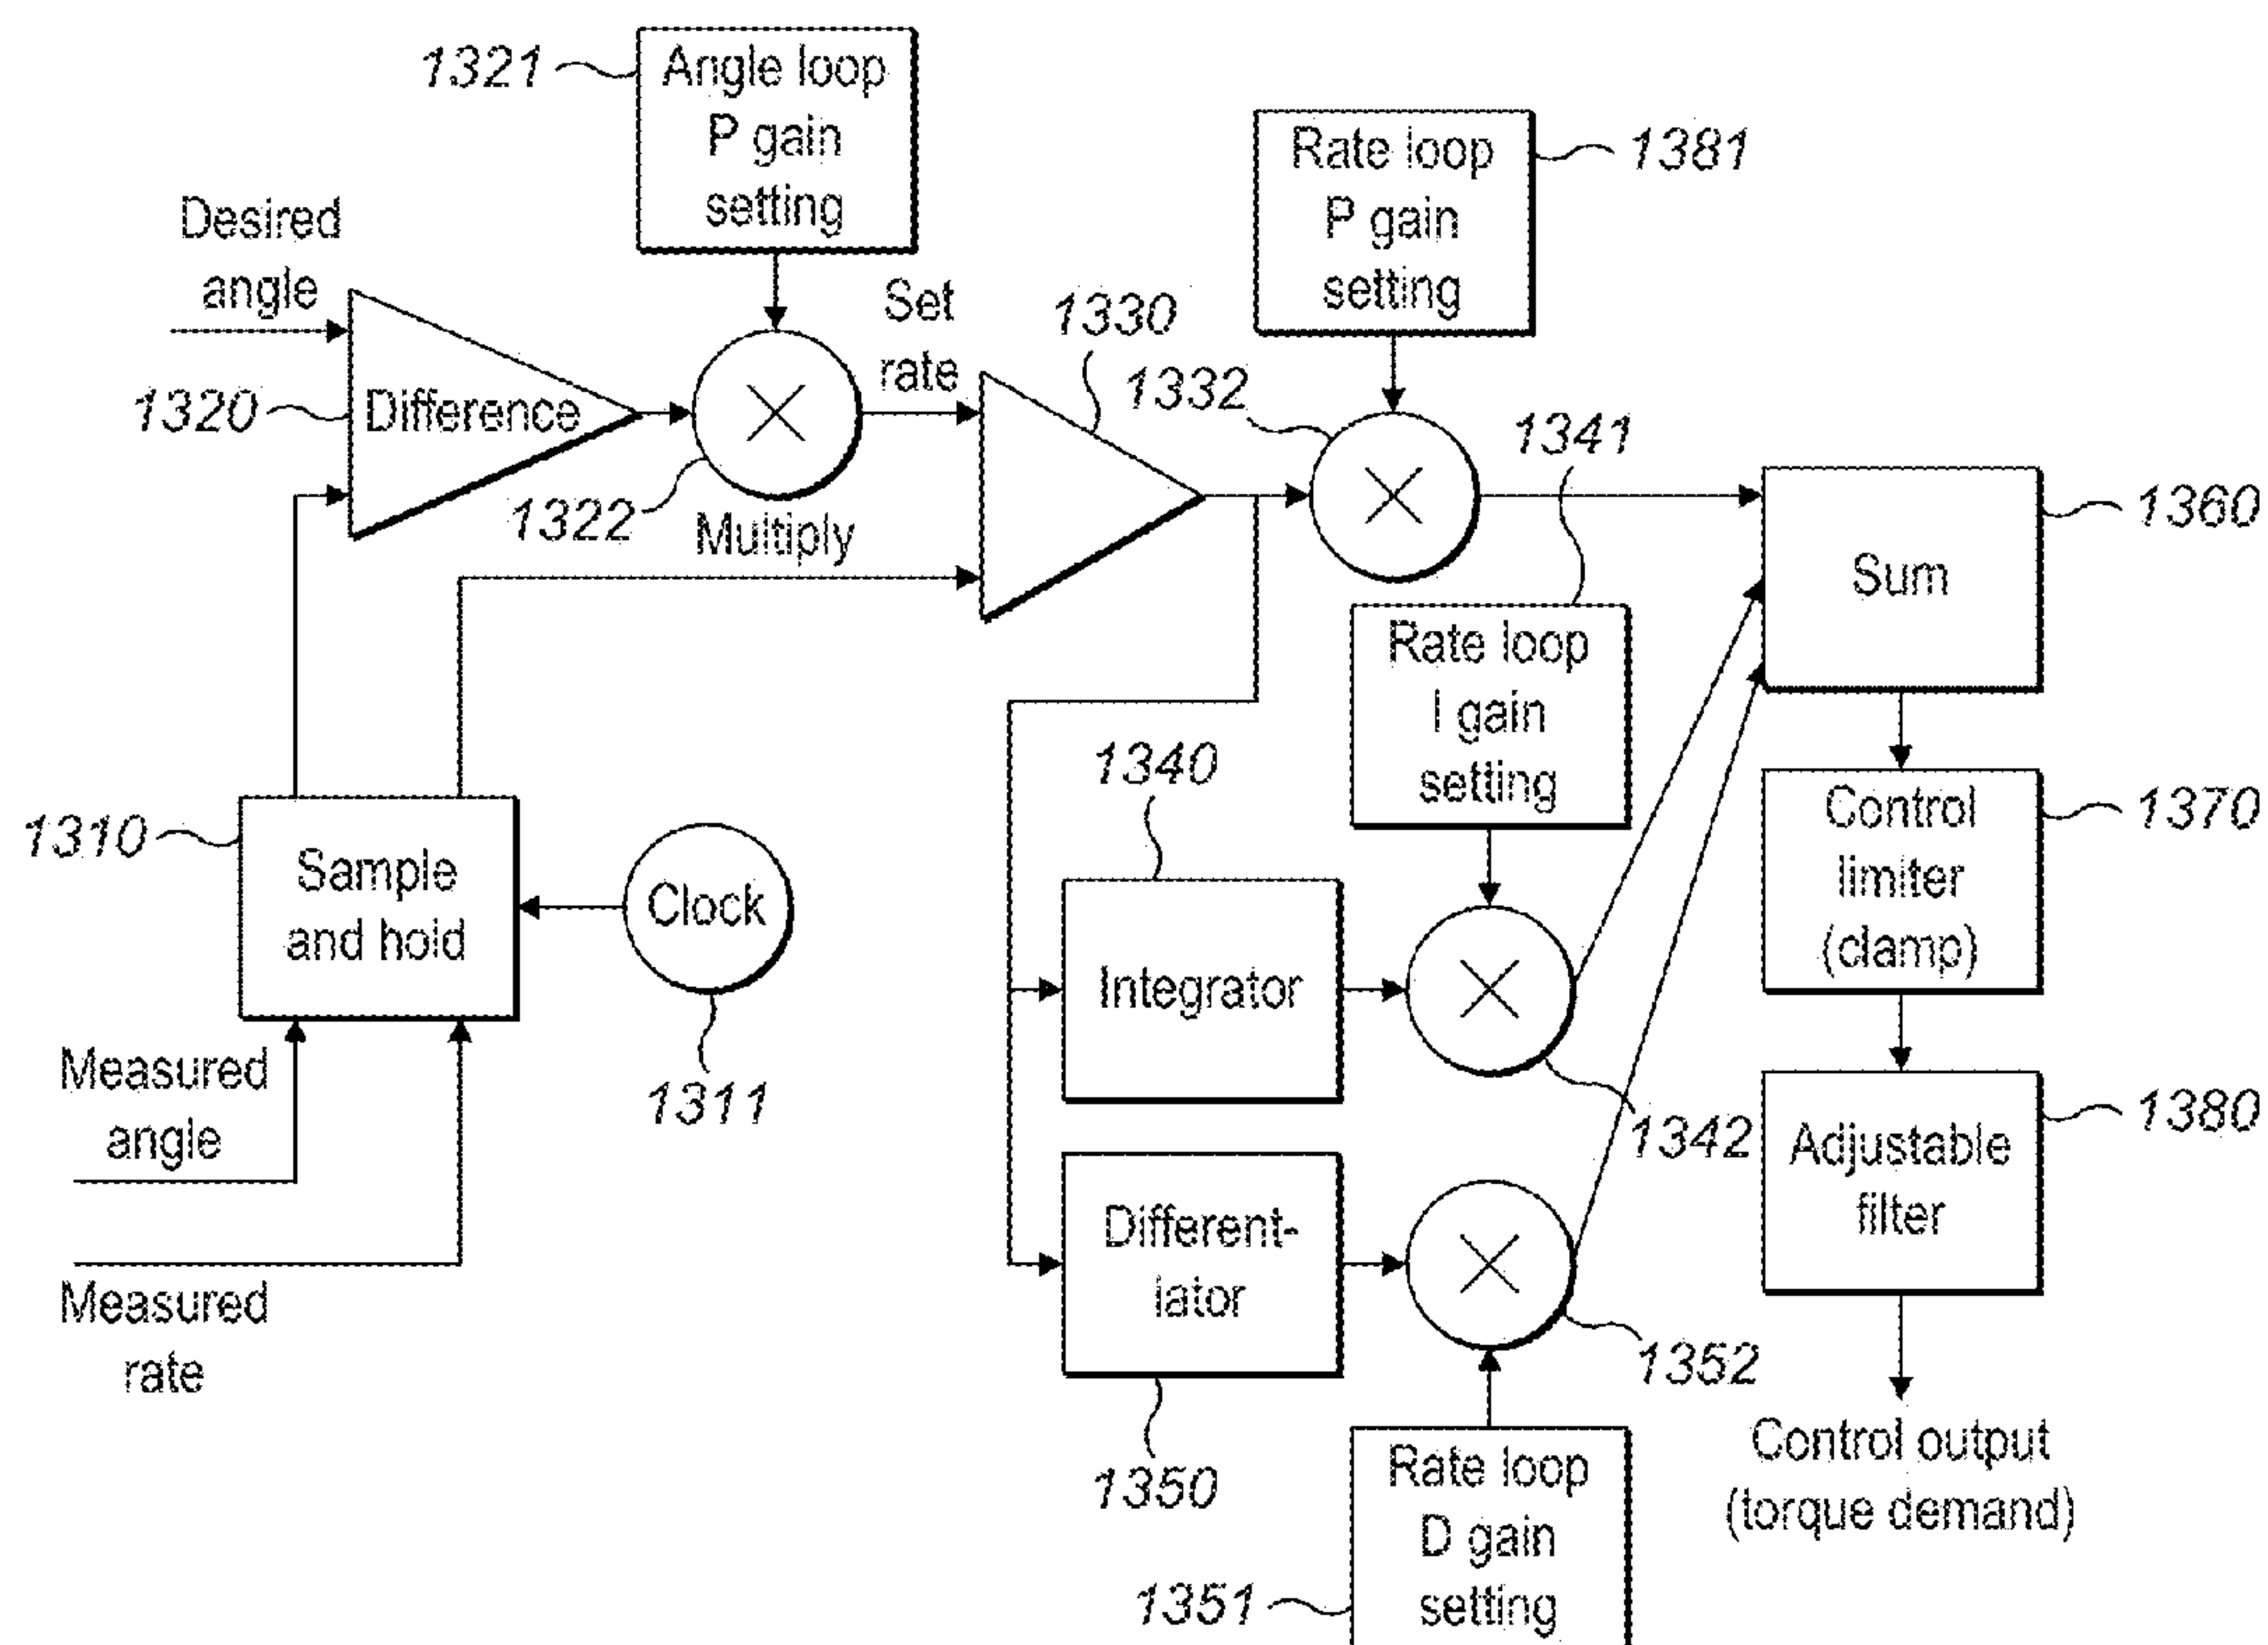 1321
Angle loop
P gain
setting
Rate loop
P gain
setting
1381
Desired
angle
Set
rate
1330
1332
1341
1320
Difference
1322
Multiply
1360
Sum
Rate loop
I gain
setting
1340
1310
Sample
and hold
Clock
1311
Control
limiter
(clamp)
1370
Integrator
1342
Measured
angle
Measured
rate
Different-
iator
1350
1352
Adjustable
filter
1380
Rate loop
D gain
setting
1351
Control output
(torque demand)